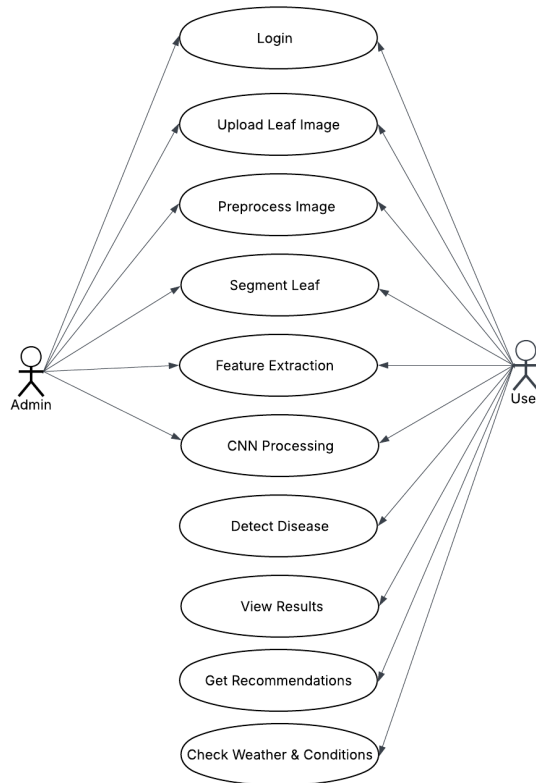 Login
Upload Leaf Image
Preprocess Image
Segment Leaf
Feature Extraction
Admin
Use
CNN Processing
Detect Disease
View Results
Get Recommendations
Check Weather & Conditions